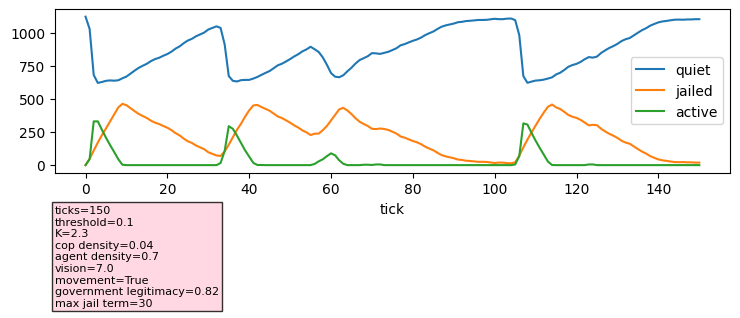 1000
750
500
250
0
quiet
jailed
active
0
20
40
60
80
100
120
140
tick
ticks=150
threshold=0.1
K=2.3
cop density=0.04
agent density=0.7
vision=7.0
movement=True
government legitimacy=0.82
max jail term=30